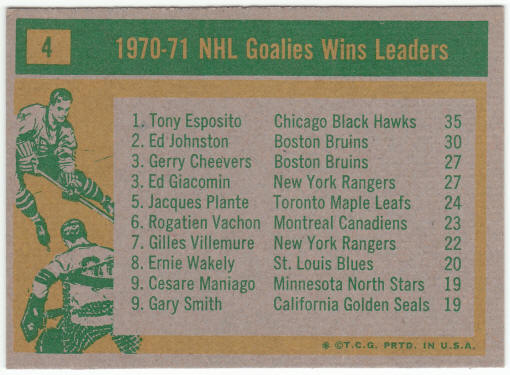 4
1970-71 NHL Goalies Wins Leaders
1. Tony Esposito Chicago Black Hawks 35
2. Ed Johnston Boston Bruins 30
3. Gerry Cheevers Boston Bruins 27
3. Ed Giacomin New York Rangers 27
5. Jacques Plante Toronto Maple Leafs 24
6. Rogatien Vachon Montreal Canadiens 23
7. Gilles Villemure New York Rangers 22
8. Ernie Wakely St. Louis Blues 20
9. Cesare Maniago Minnesota North Stars 19
9. Gary Smith California Golden Seals 19
* ©T.C.G. PRTD. IN U.S.A.